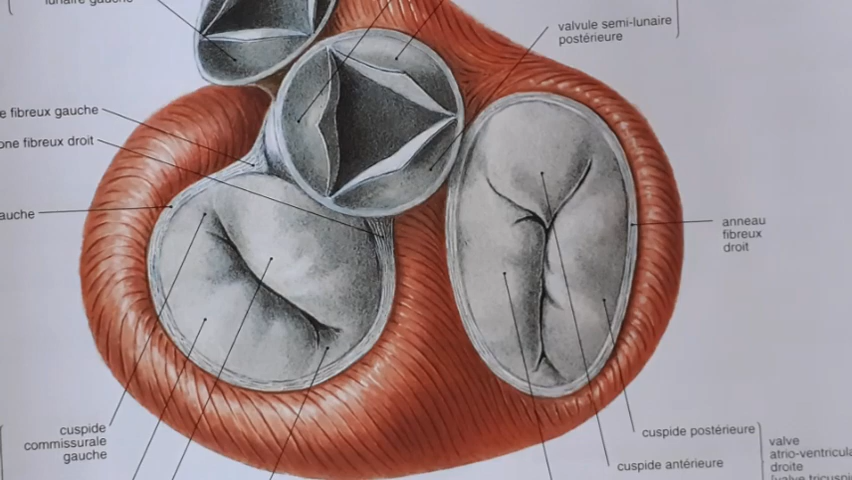 lunaire gauche
valvule semi-lunaire
postérieure
e fibreux gauche
one fibreux droit
auche
anneau
fibreux
droit
cuspide
commissurale
gauche
cuspide postérieure
cuspide antérieure
valve
atrio-ventricula
droite
(valve tricuspi